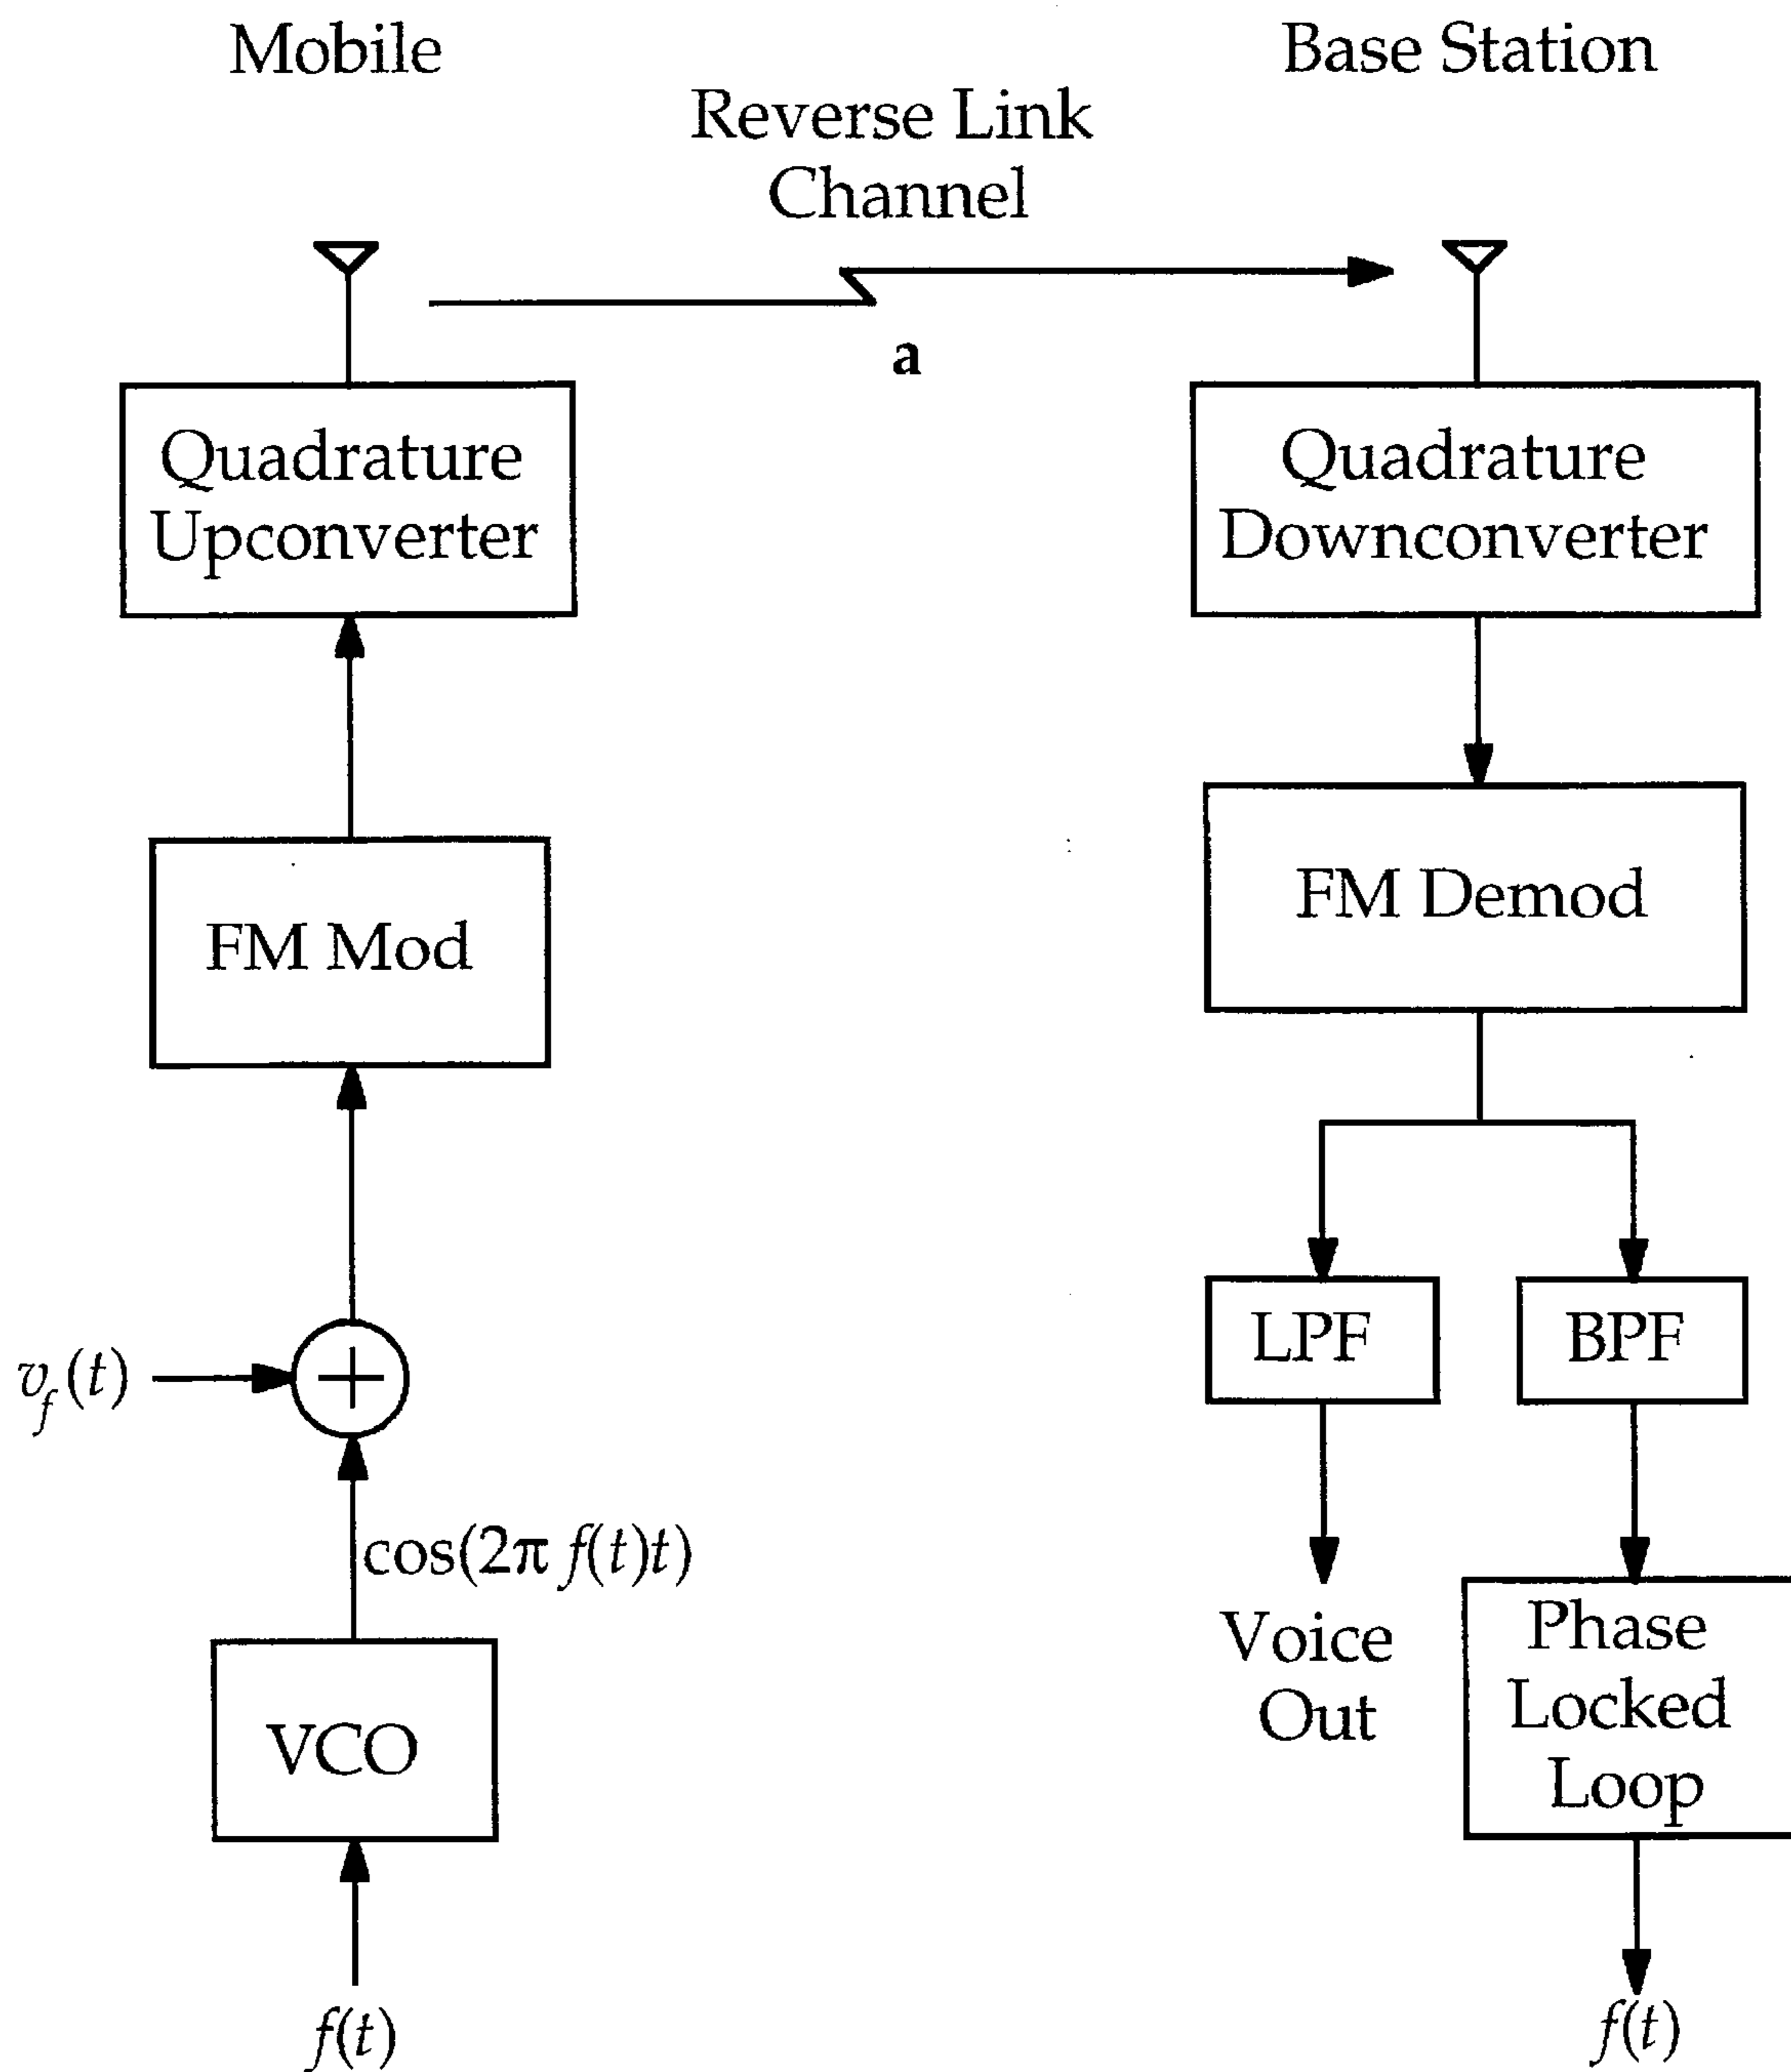 Mobile
Base Station
Reverse Link
Channel
a
Quadrature
Upconverter
Quadrature
Downconverter
FM Mod
FM Demod
LPF
BPF
v_f(t)
+
cos(2π f(t)t)
VCO
Voice
Out
Phase
Locked
Loop
f(t)
f(t)